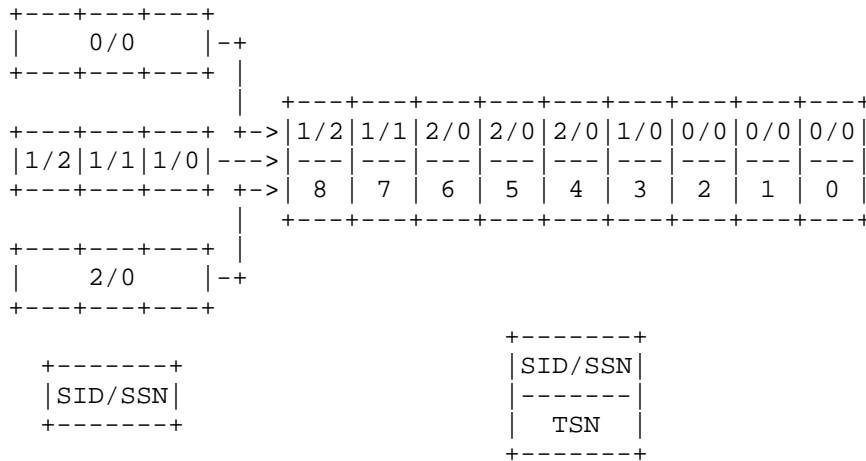 +---+---+---+
|    0/0    |-+
+---+---+---+ |
              |  +---+---+---+---+---+---+---+---+---+
+---+---+---+ +->|1/2|1/1|2/0|2/0|2/0|1/0|0/0|0/0|0/0|
|1/2|1/1|1/0|--->|---|---|---|---|---|---|---|---|---|
+---+---+---+ +->| 8 | 7 | 6 | 5 | 4 | 3 | 2 | 1 | 0 |
              |  +---+---+---+---+---+---+---+---+---+
+---+---+---+ |
|    2/0    |-+
+---+---+---+
                               +-------+
  +-------+                    |SID/SSN|
  |SID/SSN|                    |-------|
  +-------+                    |  TSN  |
                               +-------+